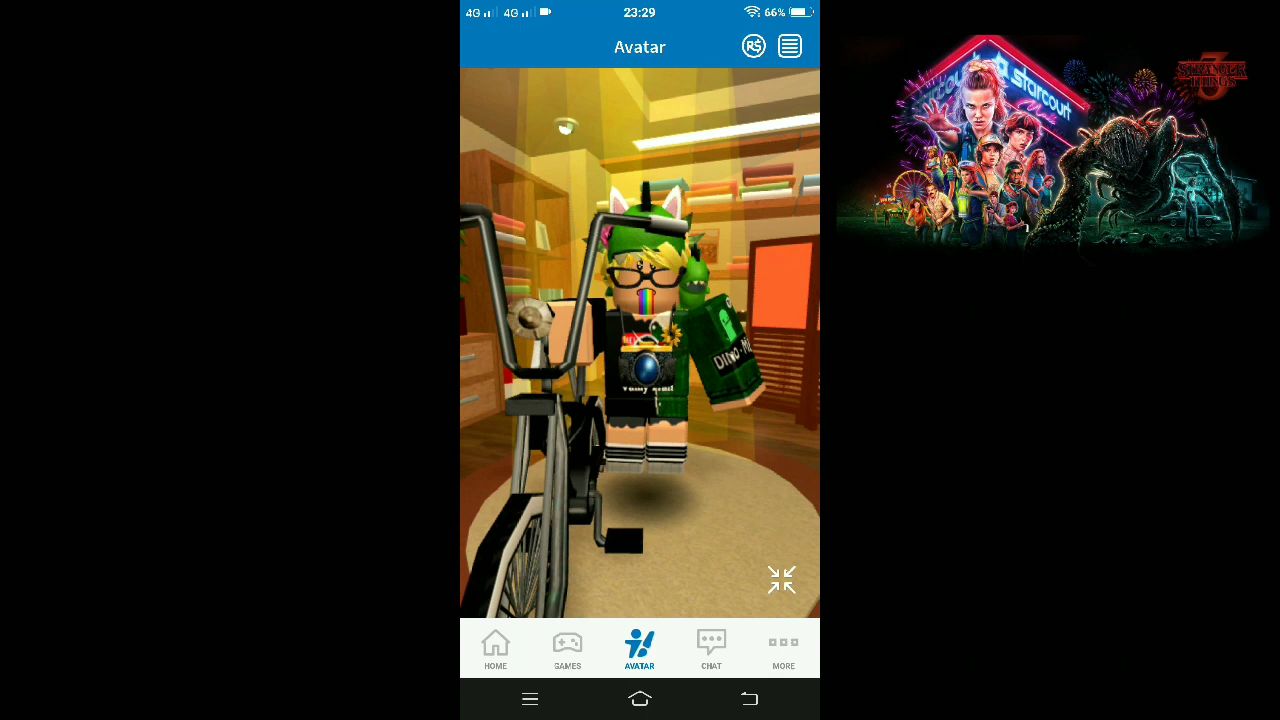 4G 4G 23:29 66%
Avatar R$
starcourt
STRANGER
THINGS
3
DINO-
HOME GAMES AVATAR CHAT MORE